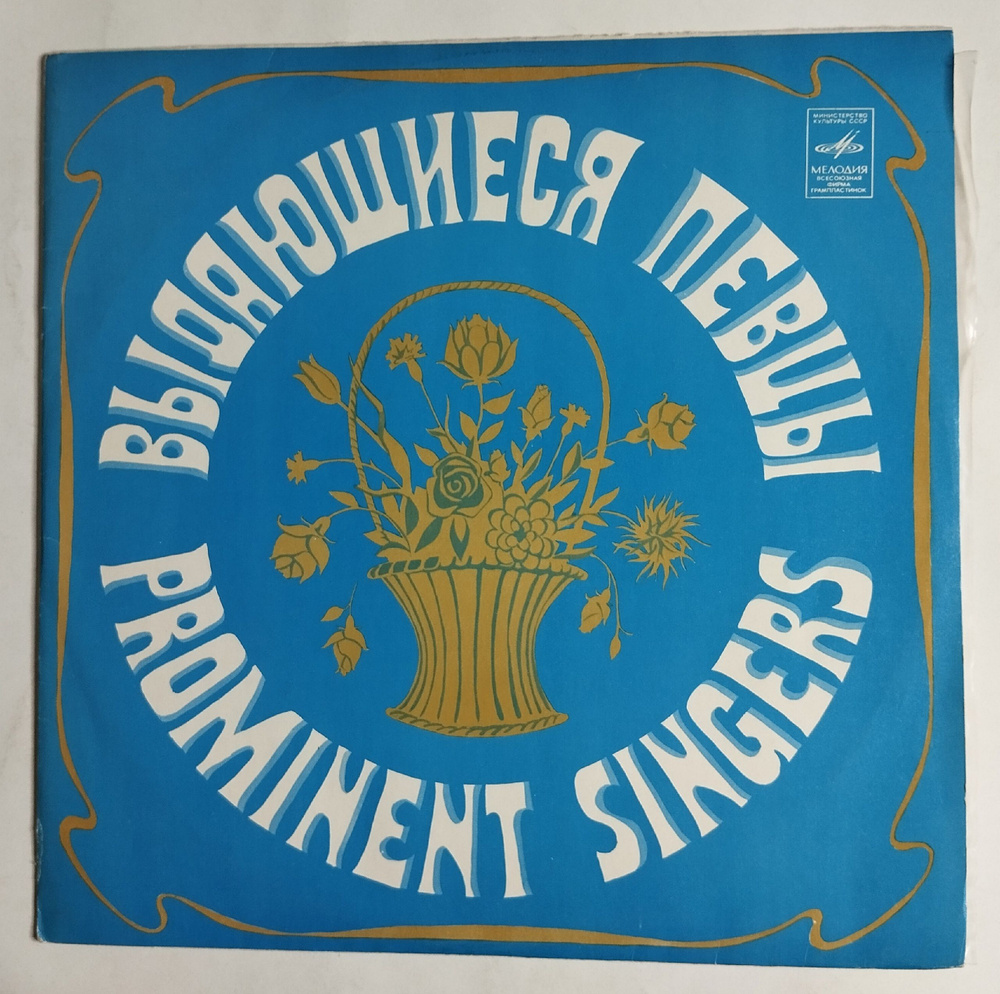 ВЫДАЮЩИЕСЯ ПЕВЦЫ
МИНИСТЕРСТВО
КУЛЬТУРЫ СССР
МЕЛОДИЯ
ВСЕСОЮЗНАЯ
ФИРМА
ГРАМПЛАСТИНОК
PROMINENT SINGERS